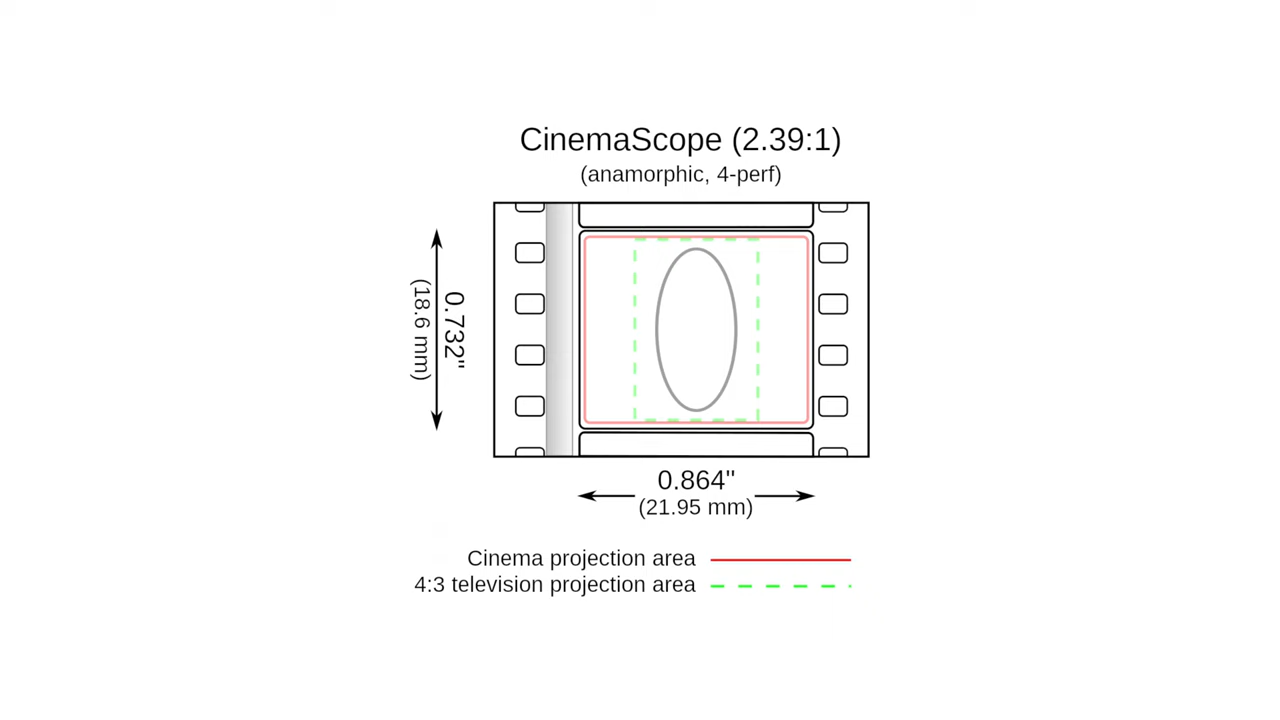 CinemaScope (2.39:1)
(anamorphic, 4-perf)
0.732"
(18.6 mm)
0.864"
(21.95 mm)
Cinema projection area
4:3 television projection area